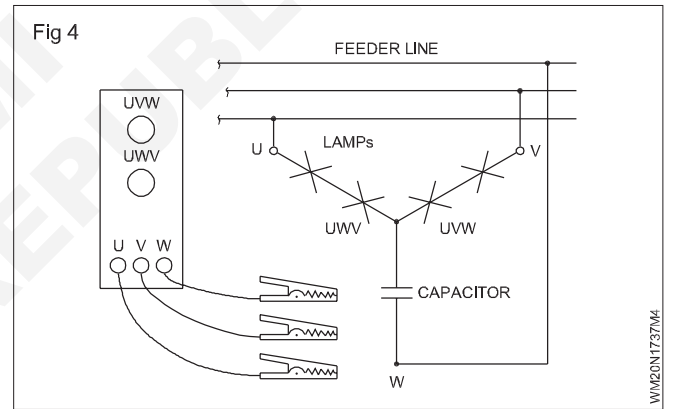 Fig 4
FEEDER LINE
UVW
UWV
U V W
U
LAMPs
V
UWV
UVW
CAPACITOR
W
WM20N1737M4